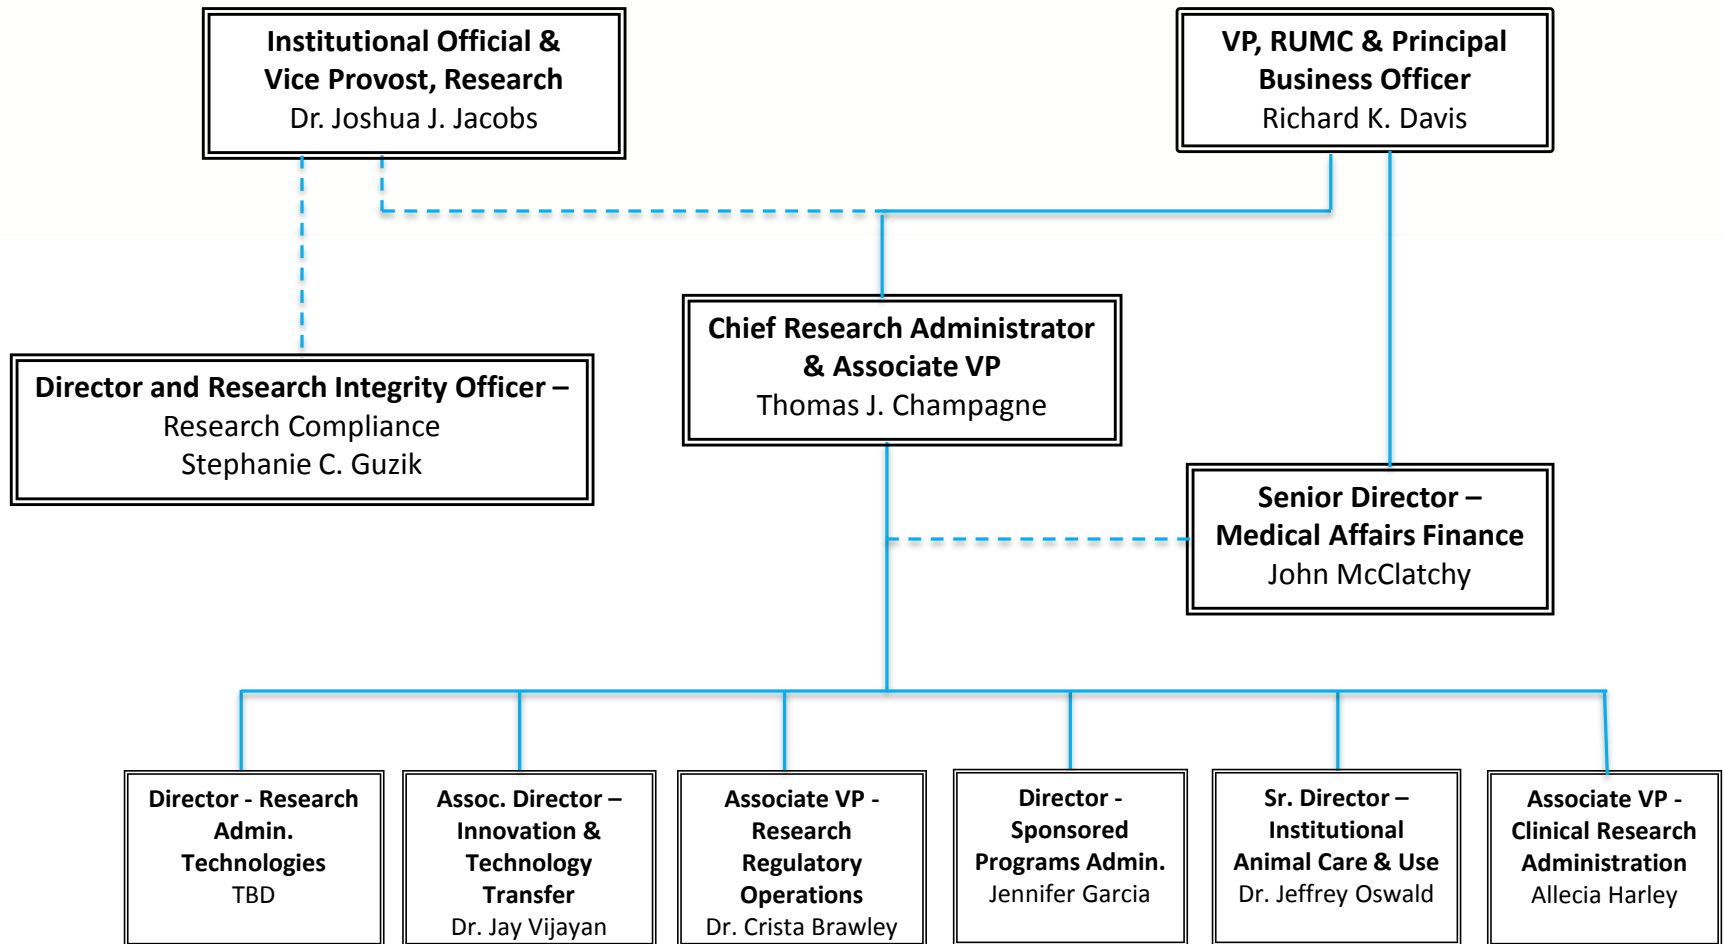 Institutional Official &
Vice Provost, Research
Dr. Joshua J. Jacobs
VP, RUMC & Principal
Business Officer
Richard K. Davis
Chief Research Administrator
& Associate VP
Thomas J. Champagne
Director and Research Integrity Officer –
Research Compliance
Stephanie C. Guzik
Senior Director –
Medical Affairs Finance
John McClatchy
Director - Research
Admin.
Technologies
TBD
Assoc. Director –
Innovation &
Technology
Transfer
Dr. Jay Vijayan
Associate VP -
Research
Regulatory
Operations
Dr. Crista Brawley
Director -
Sponsored
Programs Admin.
Jennifer Garcia
Sr. Director –
Institutional
Animal Care & Use
Dr. Jeffrey Oswald
Associate VP -
Clinical Research
Administration
Allecia Harley